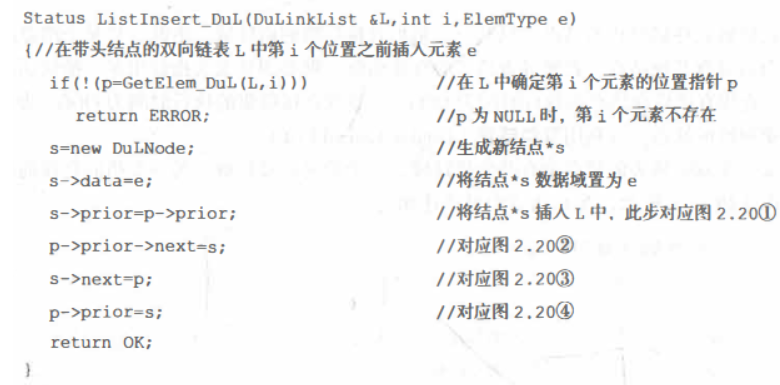 Status ListInsert_DuL(DuLinkList &L,int i,ElemType e)
{//在带头结点的双向链表 L 中第 i 个位置之前插入元素 e
if(!(p=GetElem_DuL(L,i))) //在 L 中确定第 i 个元素的位置指针 p
return ERROR; //p 为 NULL 时,第 i 个元素不存在
s=new DuLNode; //生成新结点*s
s->data=e; //将结点*s 数据域置为 e
s->prior=p->prior; //将结点*s 插入 L 中,此步对应图 2.20①
p->prior->next=s; //对应图 2.20②
s->next=p; //对应图 2.20③
p->prior=s; //对应图 2.20④
return OK;
}